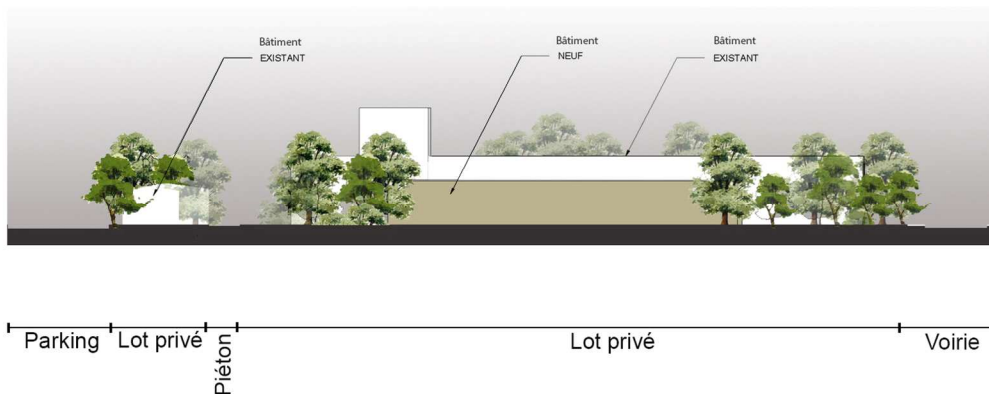 Bâtiment
EXISTANT
Bâtiment
NEUF
Bâtiment
EXISTANT
Parking
Lot privé
Piéton
Lot privé
Voirie